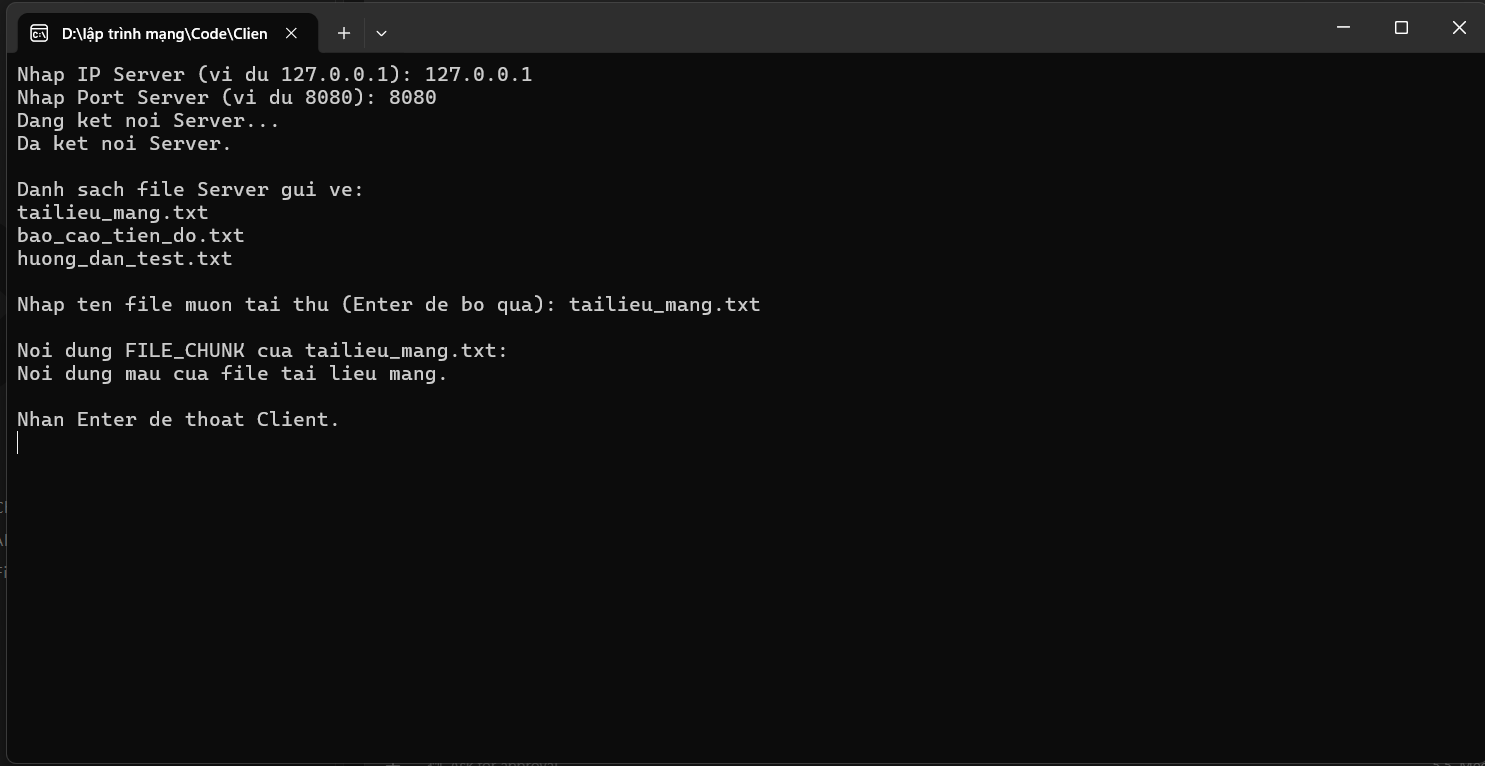 D:\lập trình mạng\Code\Clien
Nhap IP Server (vi du 127.0.0.1): 127.0.0.1
Nhap Port Server (vi du 8080): 8080
Dang ket noi Server...
Da ket noi Server.
Danh sach file Server gui ve:
tailieu_mang.txt
bao_cao_tien_do.txt
huong_dan_test.txt
Nhap ten file muon tai thu (Enter de bo qua): tailieu_mang.txt
Noi dung FILE_CHUNK cua tailieu_mang.txt:
Noi dung mau cua file tai lieu mang.
Nhan Enter de thoat Client.